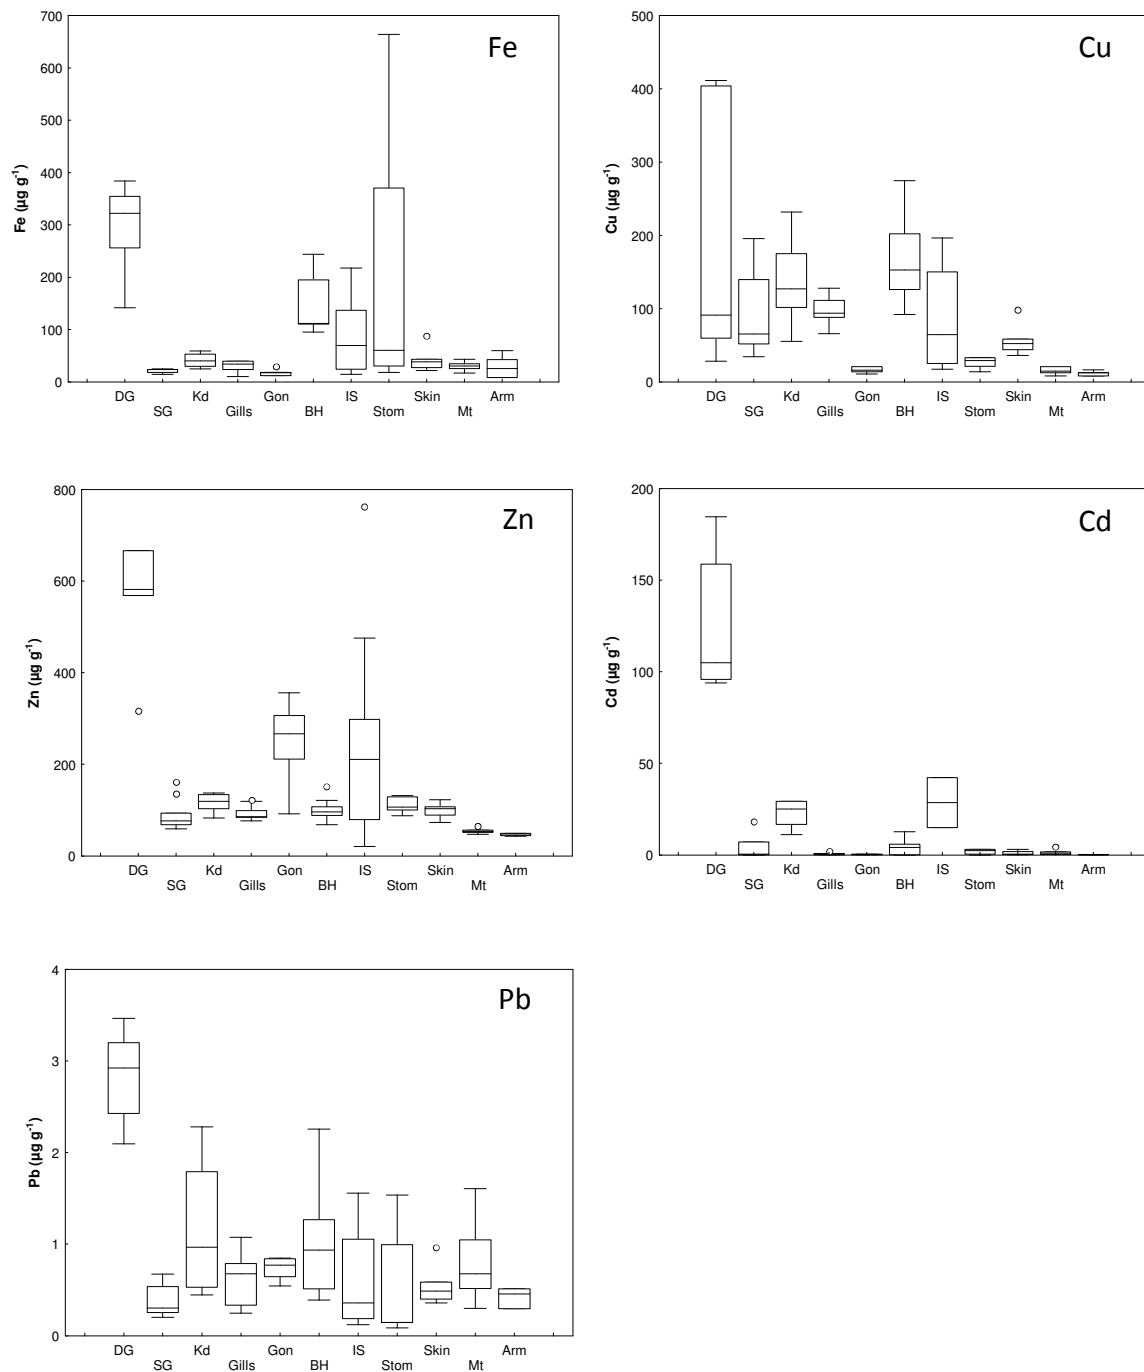 Fe
700
600
500
400
300
200
100
0
Fe (µg g⁻¹)
DG Kd Gon IS Skin Arm
SG Gills BH Stom Mt
Cu
500
400
300
200
100
0
Cu (µg g⁻¹)
DG Kd Gon IS Skin Arm
SG Gills BH Stom Mt
Zn
800
600
400
200
0
Zn (µg g⁻¹)
DG Kd Gon IS Skin Arm
SG Gills BH Stom Mt
Cd
200
150
100
50
0
Cd (µg g⁻¹)
DG Kd Gon IS Skin Arm
SG Gills BH Stom Mt
Pb
4
3
2
1
0
Pb (µg g⁻¹)
DG Kd Gon IS Skin Arm
SG Gills BH Stom Mt